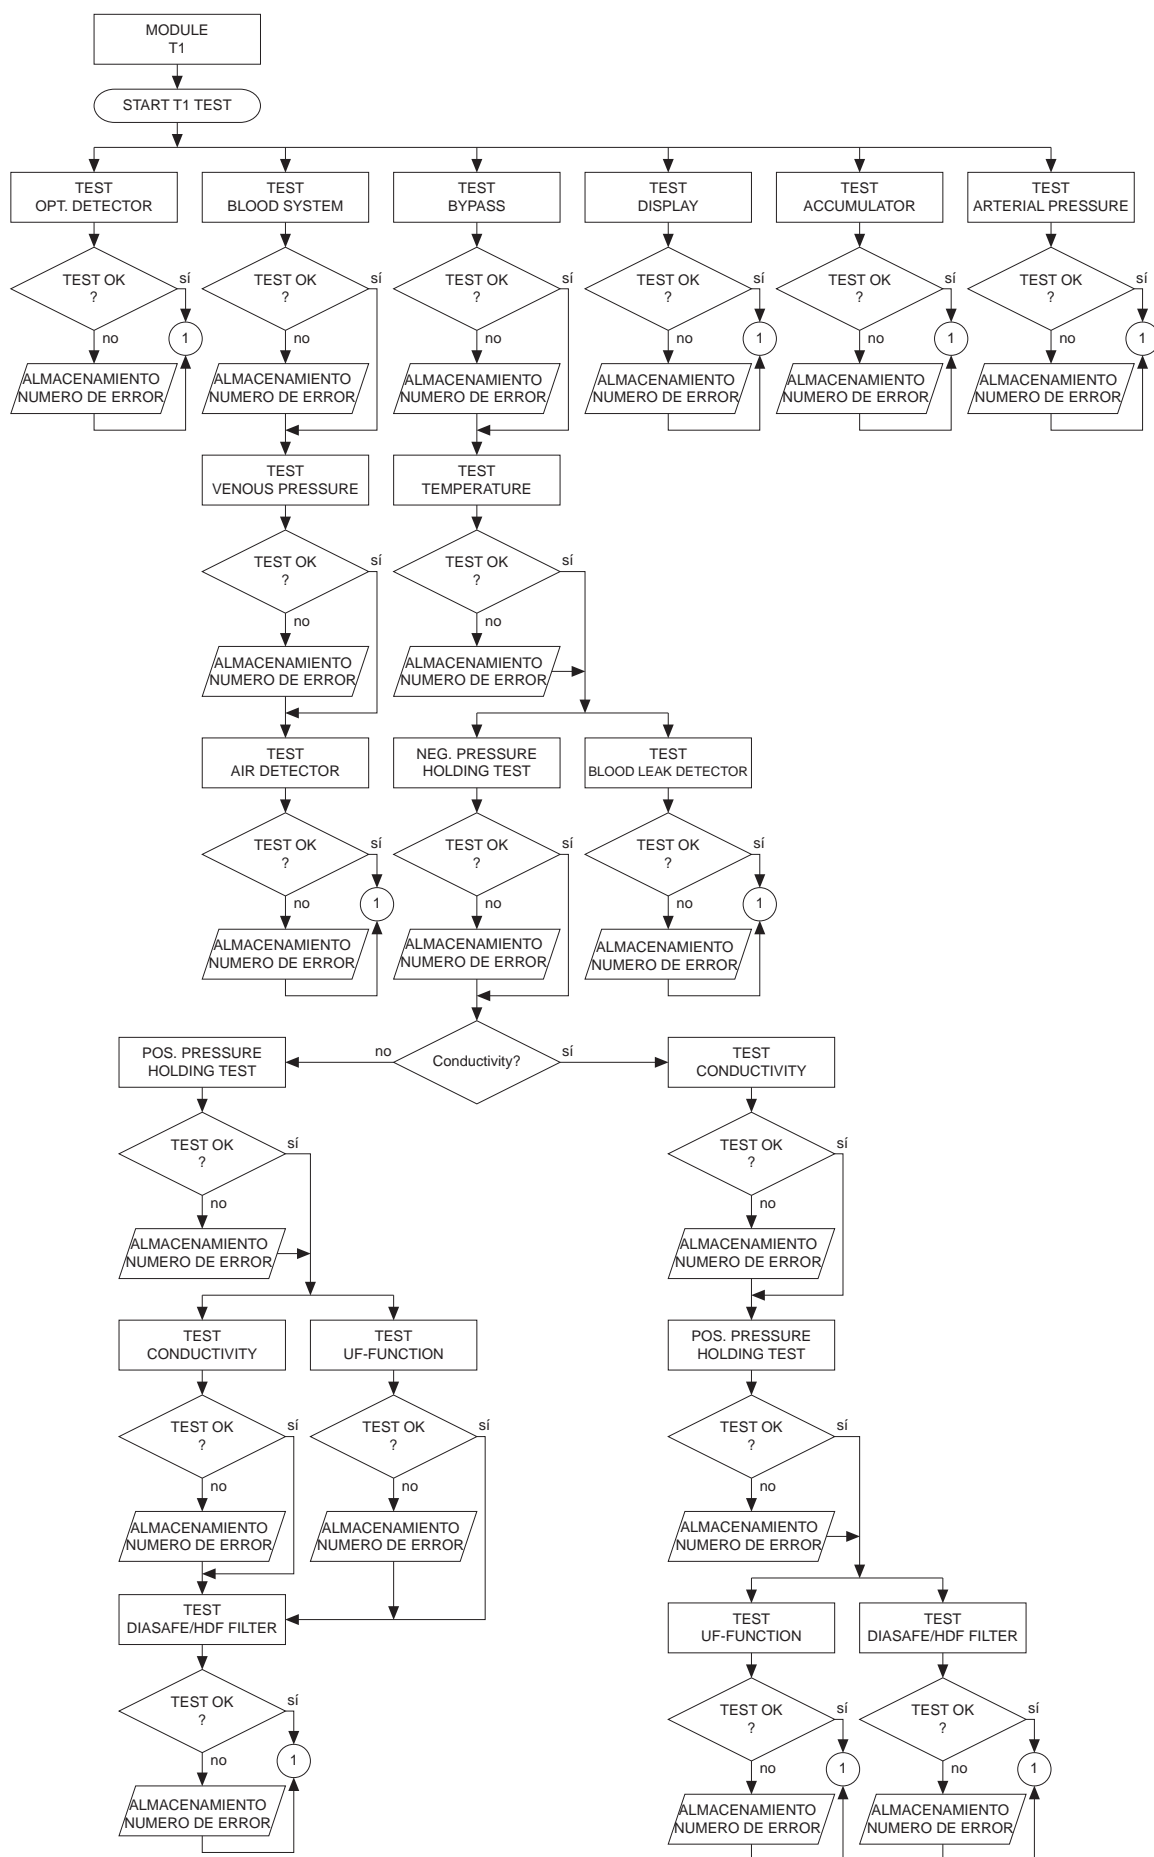 MODULE
T1
START T1 TEST
TEST
OPT. DETECTOR
TEST
BLOOD SYSTEM
TEST
BYPASS
TEST
DISPLAY
TEST
ACCUMULATOR
TEST
ARTERIAL PRESSURE
TEST OK
?
sí
no
1
TEST OK
?
sí
no
TEST OK
?
sí
no
TEST OK
?
sí
no
1
TEST OK
?
sí
no
1
TEST OK
?
sí
no
1
ALMACENAMIENTO
NUMERO DE ERROR
ALMACENAMIENTO
NUMERO DE ERROR
ALMACENAMIENTO
NUMERO DE ERROR
ALMACENAMIENTO
NUMERO DE ERROR
ALMACENAMIENTO
NUMERO DE ERROR
ALMACENAMIENTO
NUMERO DE ERROR
TEST
VENOUS PRESSURE
TEST
TEMPERATURE
TEST OK
?
sí
no
TEST OK
?
sí
no
ALMACENAMIENTO
NUMERO DE ERROR
ALMACENAMIENTO
NUMERO DE ERROR
TEST
AIR DETECTOR
NEG. PRESSURE
HOLDING TEST
TEST
BLOOD LEAK DETECTOR
TEST OK
?
sí
no
1
TEST OK
?
sí
no
TEST OK
?
sí
no
1
ALMACENAMIENTO
NUMERO DE ERROR
ALMACENAMIENTO
NUMERO DE ERROR
ALMACENAMIENTO
NUMERO DE ERROR
POS. PRESSURE
HOLDING TEST
no
Conductivity?
sí
TEST
CONDUCTIVITY
TEST OK
?
sí
no
TEST OK
?
sí
no
ALMACENAMIENTO
NUMERO DE ERROR
ALMACENAMIENTO
NUMERO DE ERROR
TEST
CONDUCTIVITY
TEST
UF-FUNCTION
POS. PRESSURE
HOLDING TEST
TEST OK
?
sí
no
TEST OK
?
sí
no
TEST OK
?
sí
no
ALMACENAMIENTO
NUMERO DE ERROR
ALMACENAMIENTO
NUMERO DE ERROR
ALMACENAMIENTO
NUMERO DE ERROR
TEST
DIASAFE/HDF FILTER
TEST
UF-FUNCTION
TEST
DIASAFE/HDF FILTER
TEST OK
?
sí
no
1
TEST OK
?
sí
no
1
TEST OK
?
sí
no
1
ALMACENAMIENTO
NUMERO DE ERROR
ALMACENAMIENTO
NUMERO DE ERROR
ALMACENAMIENTO
NUMERO DE ERROR